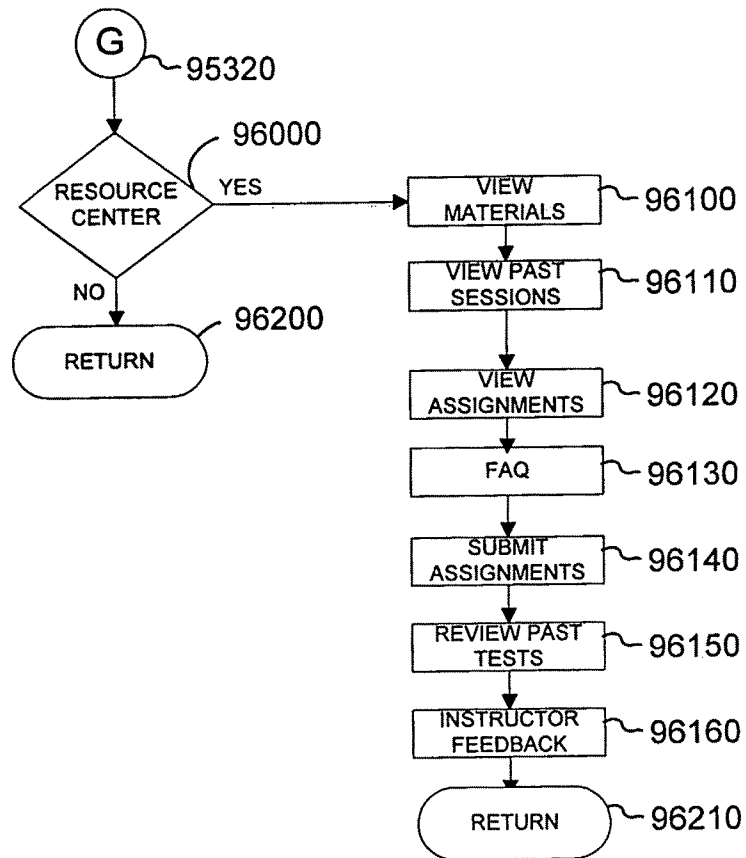 G
95320
96000
RESOURCE
CENTER
YES
NO
96200
RETURN
VIEW
MATERIALS
96100
VIEW PAST
SESSIONS
96110
VIEW
ASSIGNMENTS
96120
FAQ
96130
SUBMIT
ASSIGNMENTS
96140
REVIEW PAST
TESTS
96150
INSTRUCTOR
FEEDBACK
96160
RETURN
96210